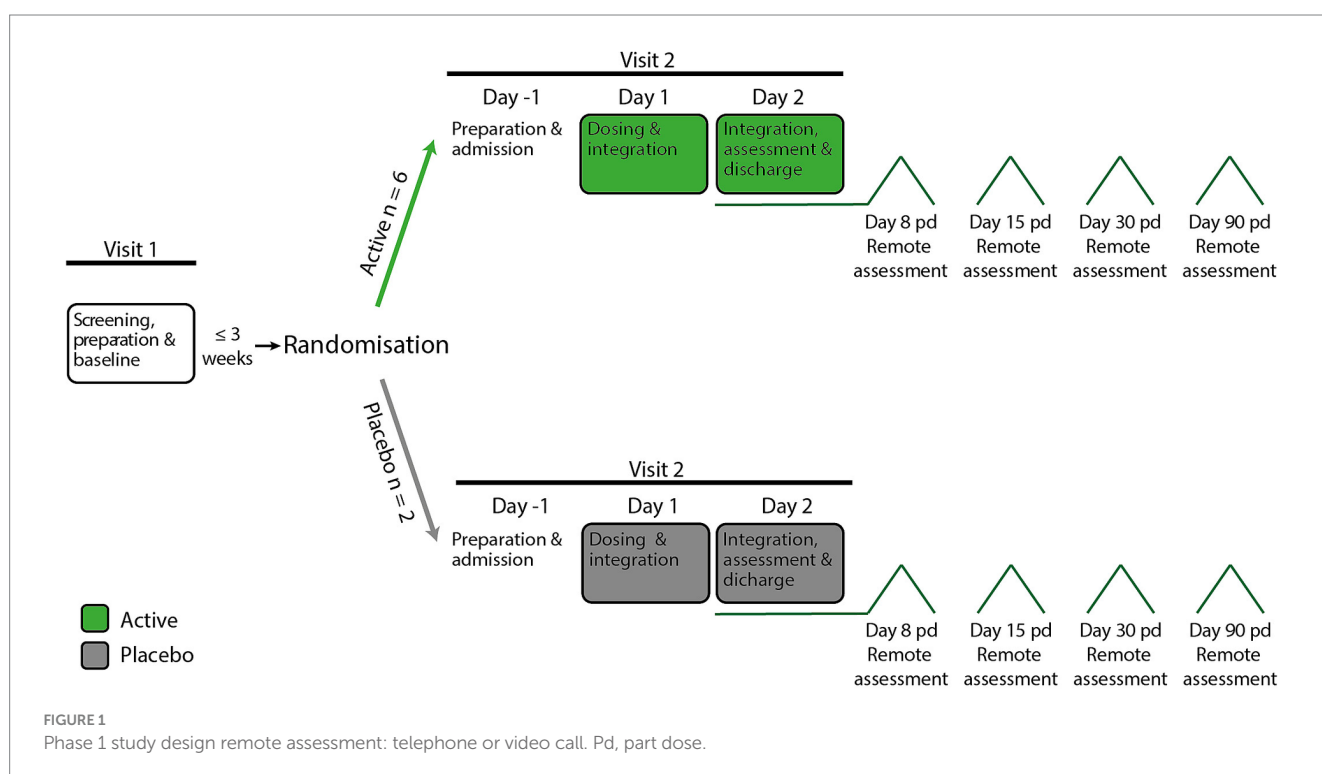 Visit 2
Day -1
Day 1
Day 2
Preparation &
admission
Dosing &
integration
Integration,
assessment &
discharge
Active n = 6
Day 8 pd
Remote
assessment
Day 15 pd
Remote
assessment
Day 30 pd
Remote
assessment
Day 90 pd
Remote
assessment
Visit 1
Screening,
preparation &
baseline
≤ 3
weeks
Randomisation
Placebo n = 2
Visit 2
Day -1
Day 1
Day 2
Preparation &
admission
Dosing &
integration
Integration,
assessment &
dicharge
Day 8 pd
Remote
assessment
Day 15 pd
Remote
assessment
Day 30 pd
Remote
assessment
Day 90 pd
Remote
assessment
Active
Placebo
FIGURE 1
Phase 1 study design remote assessment: telephone or video call. Pd, part dose.